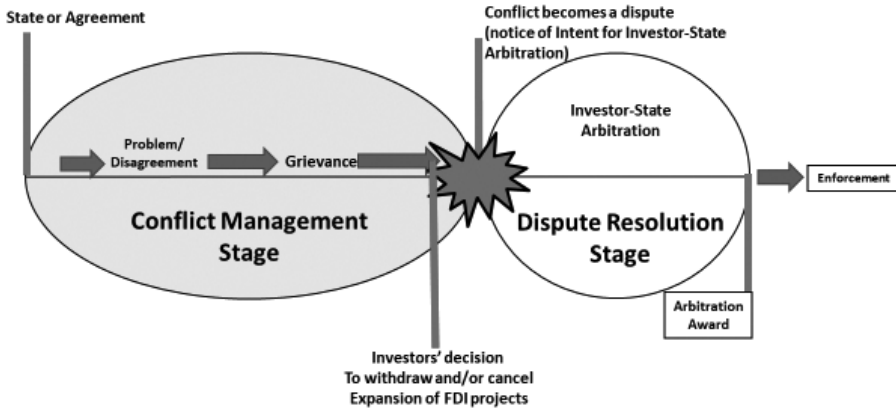 State or Agreement
Conflict becomes a dispute
(notice of Intent for Investor-State
Arbitration)
Investor-State
Arbitration
Problem/
Disagreement
Grievance
Enforcement
Conflict Management
Stage
Dispute Resolution
Stage
Arbitration
Award
Investors' decision
To withdraw and/or cancel
Expansion of FDI projects